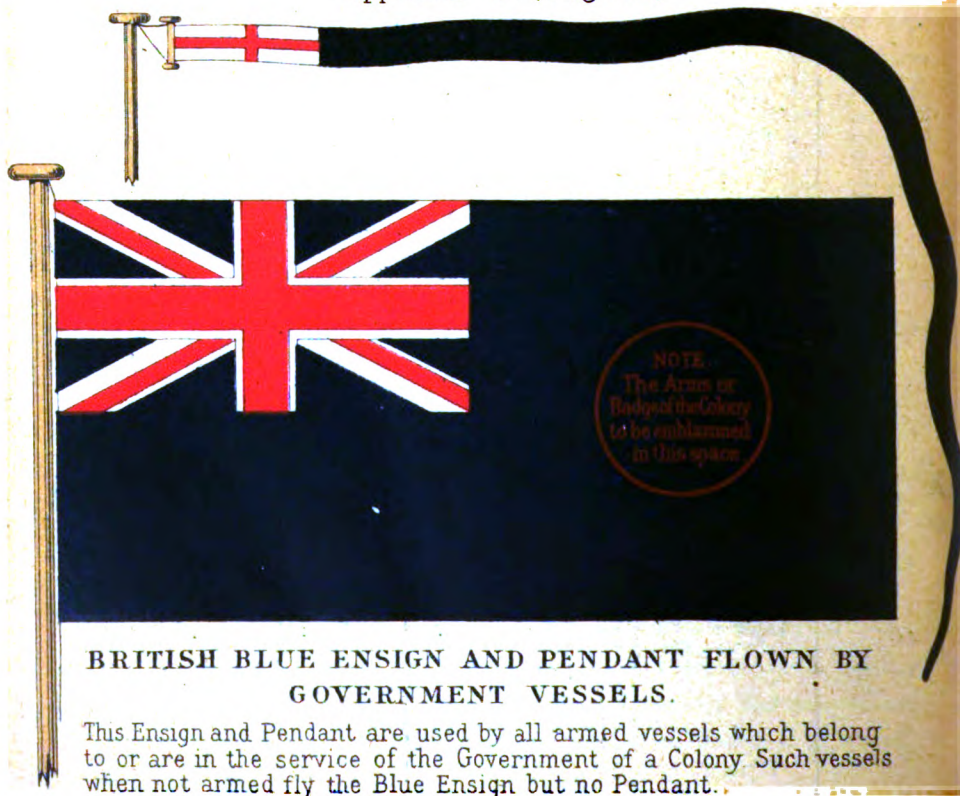 NOTE
The Arms or
Badge of the Colony
to be emblazoned
in this space
BRITISH BLUE ENSIGN AND PENDANT FLOWN BY
GOVERNMENT VESSELS.
This Ensign and Pendant are used by all armed vessels which belong
to or are in the service of the Government of a Colony. Such vessels
when not armed fly the Blue Ensign but no Pendant.